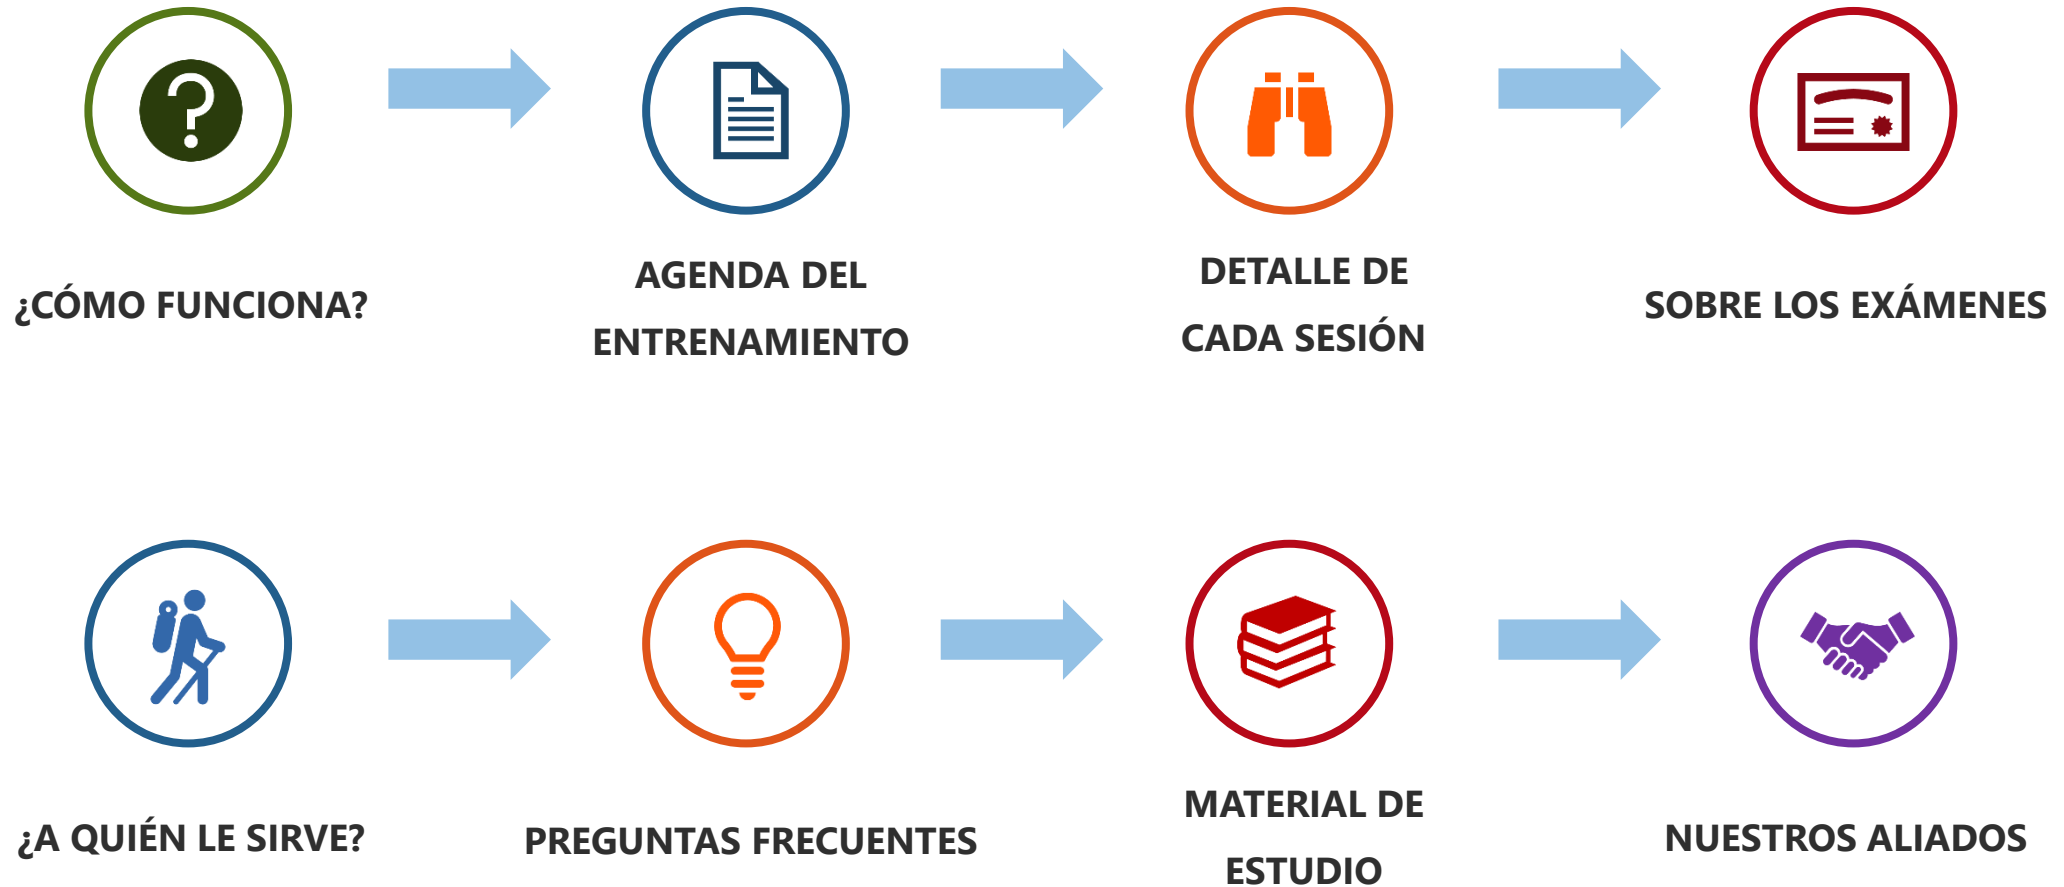 ¿CÓMO FUNCIONA?
AGENDA DEL
ENTRENAMIENTO
DETALLE DE
CADA SESIÓN
SOBRE LOS EXÁMENES
¿A QUIÉN LE SIRVE?
PREGUNTAS FRECUENTES
MATERIAL DE
ESTUDIO
NUESTROS ALIADOS